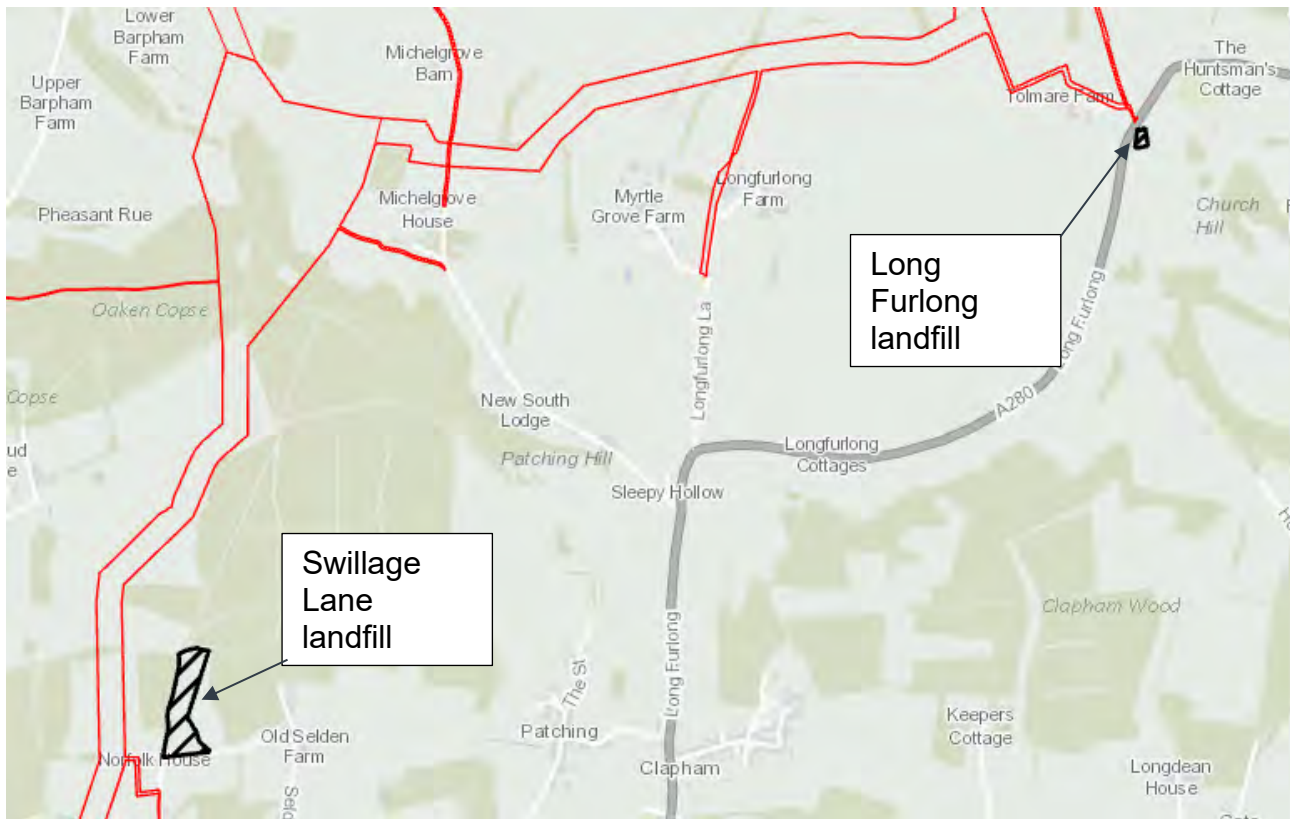 Lower
Barpham
Farm
Michelgrove
Barn
The
Huntsman's
Cottage
Upper
Barpham
Farm
Tolmare Farm
Pheasant Rue
Michelgrove
House
Myrtle
Grove Farm
Longfurlong
Farm
Church
Hill
Long
Furlong
landfill
Oaken Copse
Long Furlong
Longfurlong La
Copse
New South
Lodge
A280
ud
e
Patching Hill
Longfurlong
Cottages
Sleepy Hollow
Swillage
Lane
landfill
Clapham Wood
The St
Long Furlong
Patching
Keepers
Cottage
Norfolk House
Old Selden
Farm
Clapham
Longdean
House
Seld